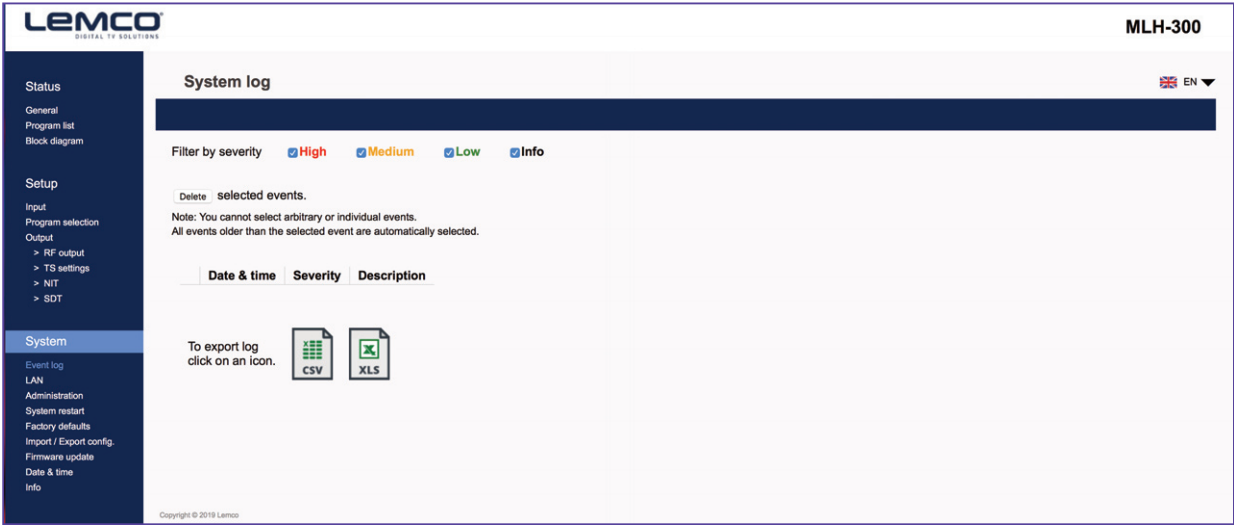 LEMCO
DIGITAL TV SOLUTIONS
MLH-300
Status
General
Program list
Block diagram
Setup
Input
Program selection
Output
> RF output
> TS settings
> NIT
> SDT
System
Event log
LAN
Administration
System restart
Factory defaults
Import / Export config.
Firmware update
Date & time
Info
System log
EN
Filter by severity High Medium Low Info
Delete selected events.
Note: You cannot select arbitrary or individual events.
All events older than the selected event are automatically selected.
Date & time Severity Description
To export log
click on an icon.
CSV XLS
Copyright © 2019 Lemco